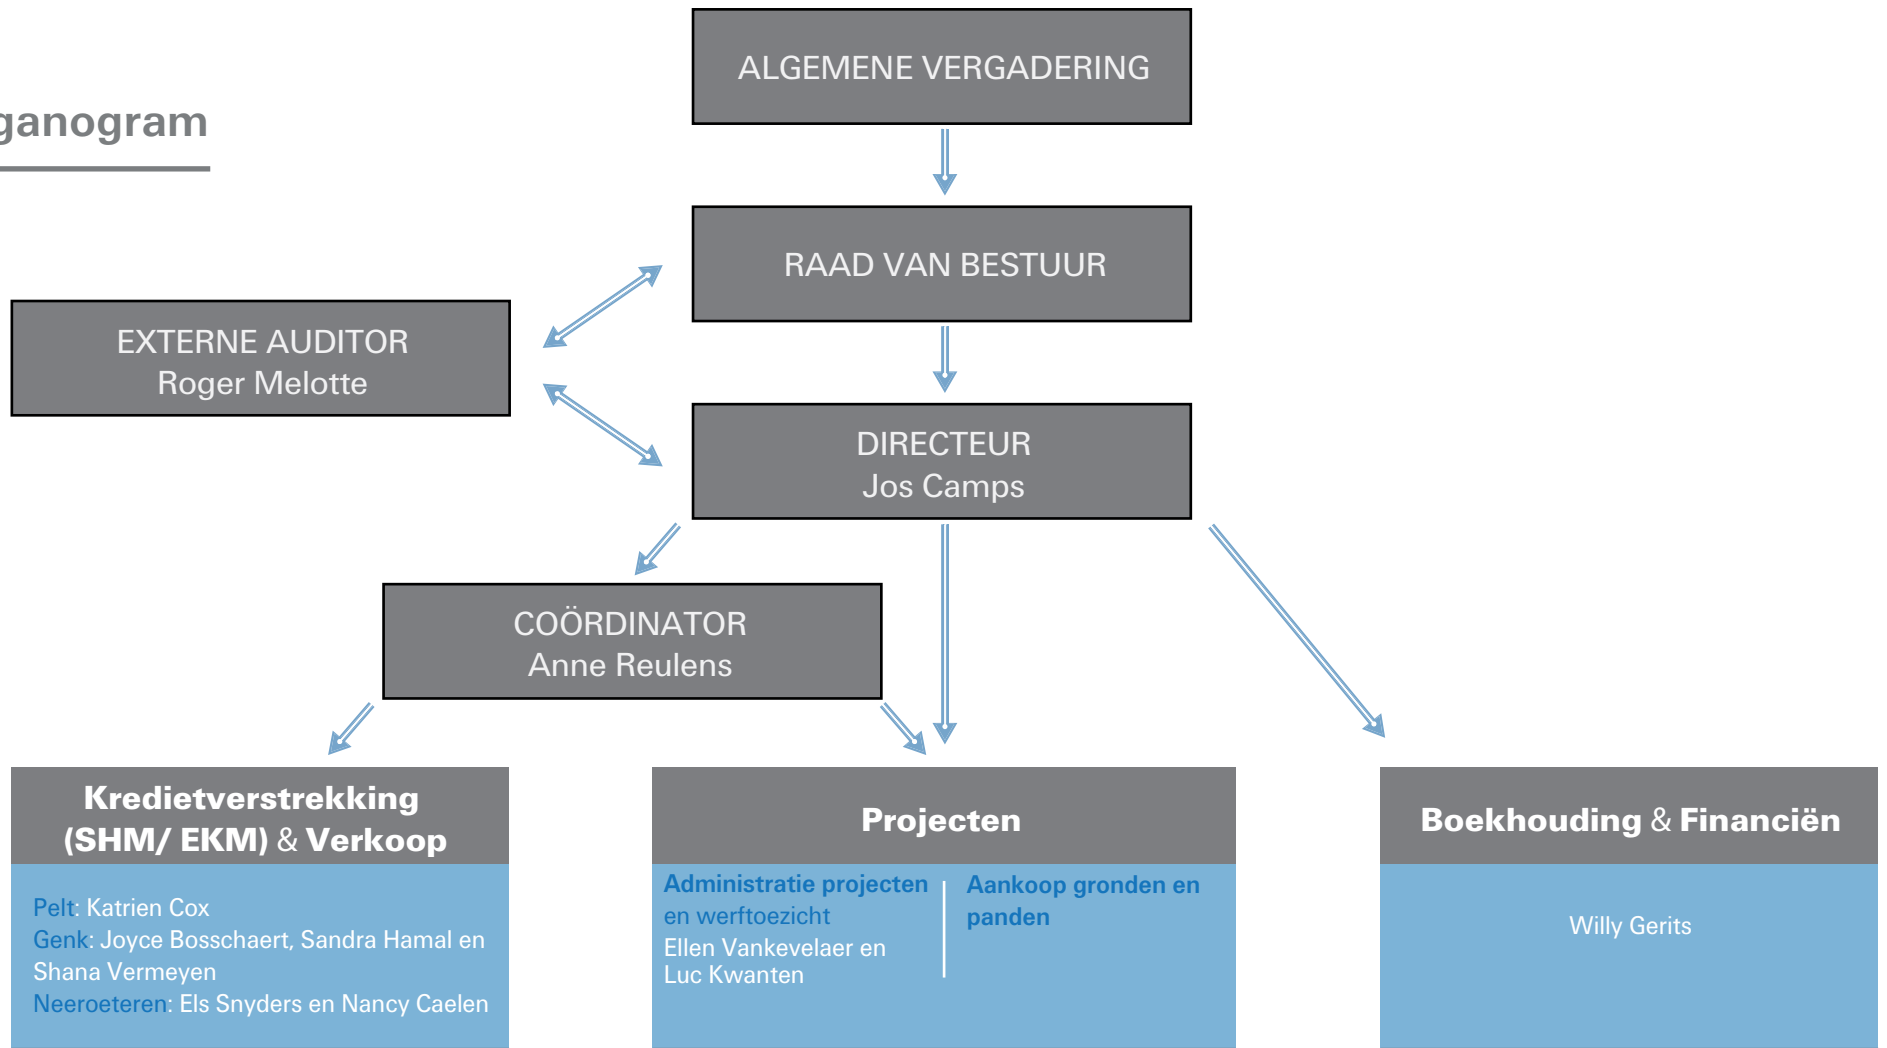 ganogram
ALGEMENE VERGADERING
RAAD VAN BESTUUR
EXTERNE AUDITOR
Roger Melotte
DIRECTEUR
Jos Camps
COÖRDINATOR
Anne Reulens
Kredietverstrekking
(SHM/ EKM) & Verkoop
Pelt: Katrien Cox
Genk: Joyce Bosschaert, Sandra Hamal en
Shana Vermeyen
Neeroeteren: Els Snyders en Nancy Caelen
Projecten
Administratie projecten
en werftoezicht
Ellen Vankevelaer en
Luc Kwanten
Aankoop gronden en
panden
Boekhouding & Financiën
Willy Gerits